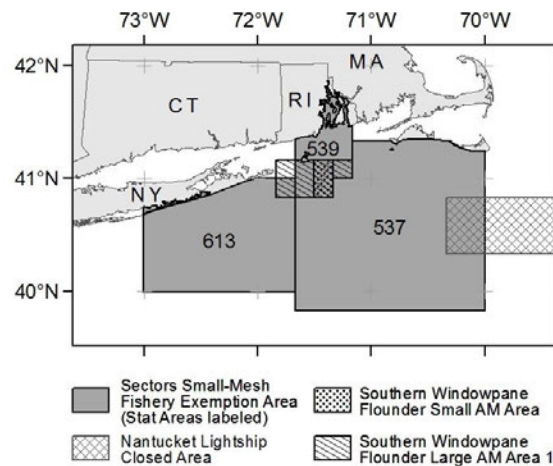 73°W 72°W 71°W 70°W
42°N
MA
RI
CT
539
41°N
NY
613
537
40°N
Sectors Small-Mesh
Fishery Exemption Area
(Stat Areas labeled)
Southern Windowpane
Flounder Small AM Area
Nantucket Lightship
Closed Area
Southern Windowpane
Flounder Large AM Area 1